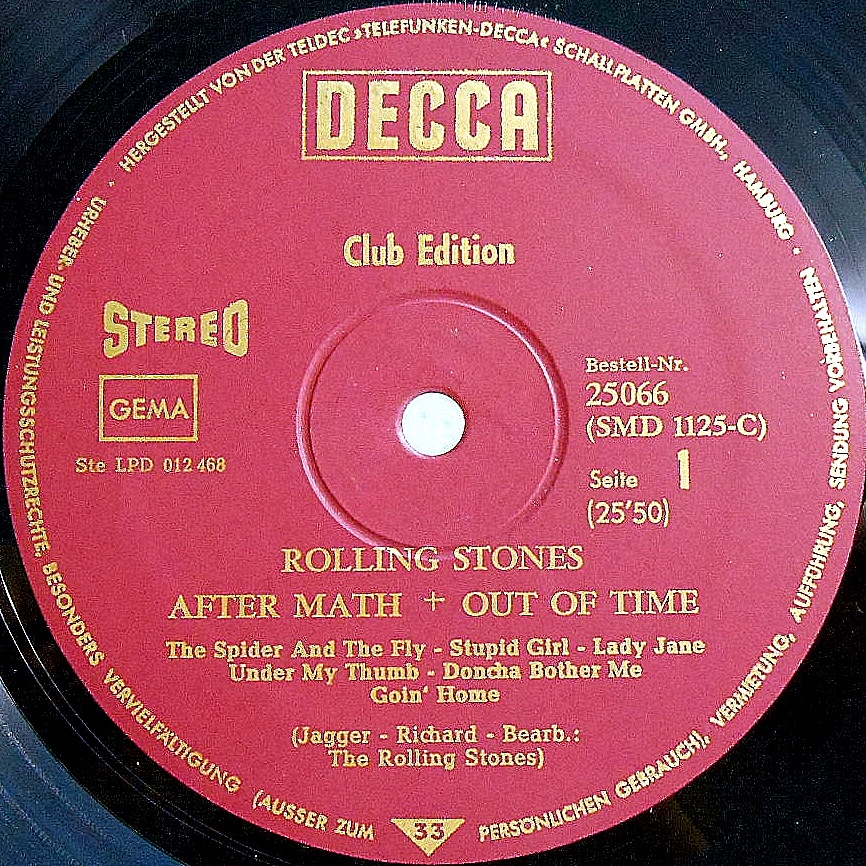 HERGESTELLT VON DER TELDEC »TELEFUNKEN-DECCA« SCHALLPLATTEN GMBH., HAMBURG •
DECCA
Club Edition
STEREO
GEMA
Ste LPD 012 468
Bestell-Nr.
25066
(SMD 1125-C)
Seite 1
(25'50)
ROLLING STONES
AFTER MATH + OUT OF TIME
The Spider And The Fly - Stupid Girl - Lady Jane
Under My Thumb - Doncha Bother Me
Goin' Home
(Jagger - Richard - Bearb.:
The Rolling Stones)
URHEBER- UND LEISTUNGSSCHUTZRECHTE, BESONDERS VERVIELFÄLTIGUNG (AUSSER ZUM
33
PERSÖNLICHEN GEBRAUCH), VERMIETUNG, AUFFÜHRUNG, SENDUNG VORBEHALTEN